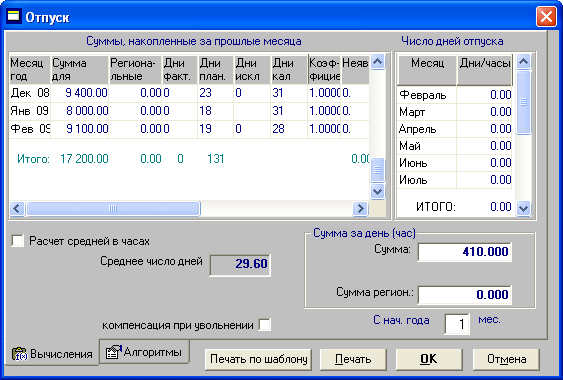 Отпуск
Суммы, накопленные за прошлые месяца
Месяц год Сумма для Региона-льные Дни факт. Дни план. Дни искл Дни кал Коэф-фицие Неяв
Дек 08 9 400.00 0.00 0 23 0 31 1.0000 0.
Янв 09 8 000.00 0.00 0 18 31 1.0000 0.
Фев 09 9 100.00 0.00 0 19 0 28 1.0000 0.
Итого: 17 200.00 0.00 0 131 0.00
Число дней отпуска
Месяц Дни/часы
Февраль 0.00
Март 0.00
Апрель 0.00
Май 0.00
Июнь 0.00
Июль 0.00
ИТОГО: 0.00
Расчет средней в часах
Среднее число дней 29.60
компенсация при увольнении
Сумма за день (час)
Сумма: 410.000
Сумма регион.: 0.000
С нач. года 1 мес.
Вычисления Алгоритмы
Печать по шаблону Печать OK Отмена